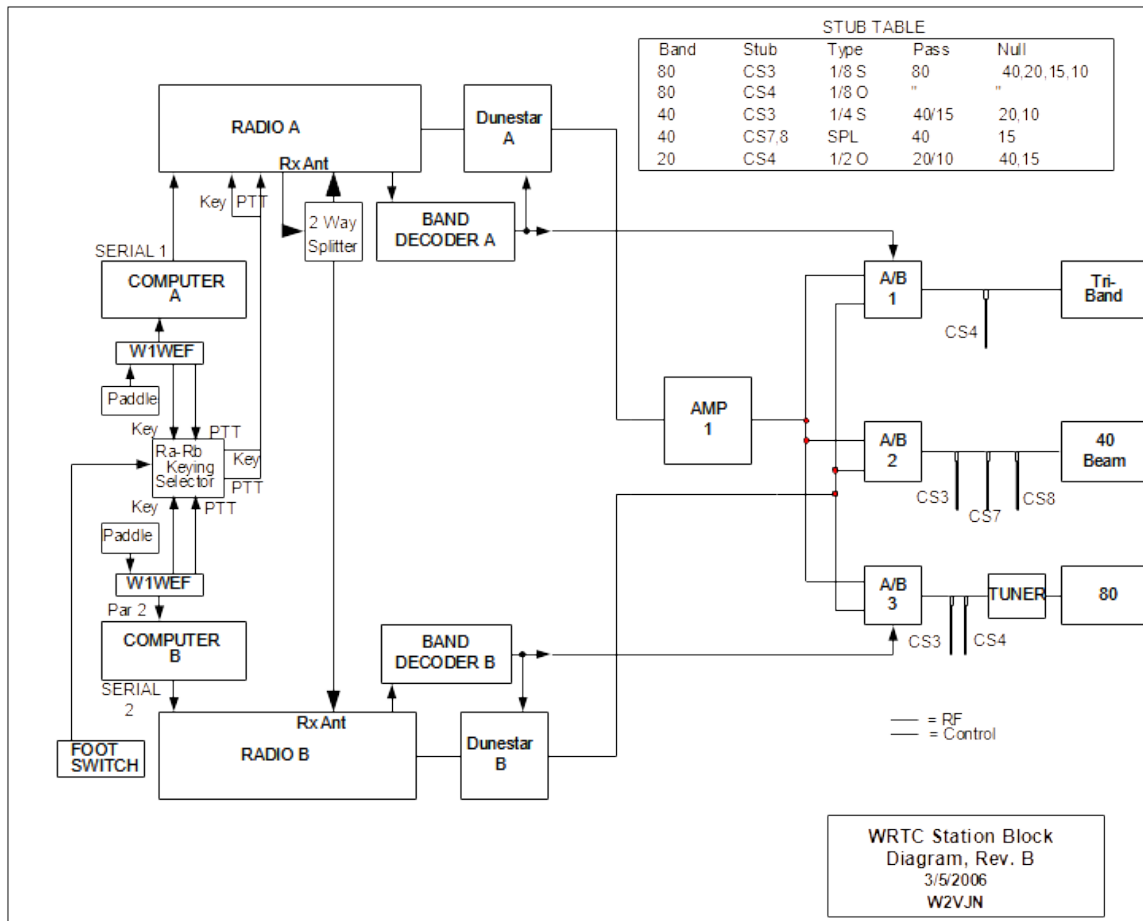 STUB TABLE
Band Stub Type Pass Null
80 CS3 1/8 S 80 40,20,15,10
80 CS4 1/8 O " "
40 CS3 1/4 S 40/15 20,10
40 CS7,8 SPL 40 15
20 CS4 1/2 O 20/10 40,15
RADIO A
Rx Ant
Dunestar
A
Key PTT
2 Way
Splitter
BAND
DECODER A
SERIAL 1
COMPUTER
A
W1WEF
Paddle
Key PTT
Ra-Rb
Keying
Selector
Key
PTT
Key PTT
Paddle
W1WEF
Par 2
COMPUTER
B
SERIAL
2
FOOT
SWITCH
BAND
DECODER B
Rx Ant
RADIO B
Dunestar
B
AMP
1
A/B
1
CS4
Tri-
Band
A/B
2
CS3
CS7
CS8
40
Beam
A/B
3
CS3
CS4
TUNER
80
= RF
= Control
WRTC Station Block
Diagram, Rev. B
3/5/2006
W2VJN